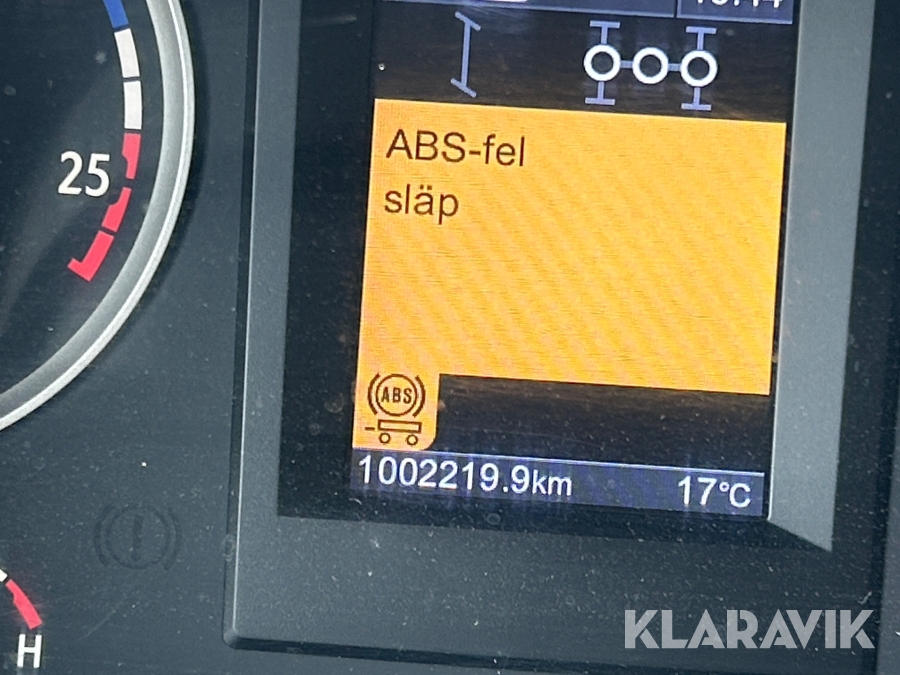 25
ABS-fel
släp
ABS
1002219.9km
17°C
H
KLARAVIK